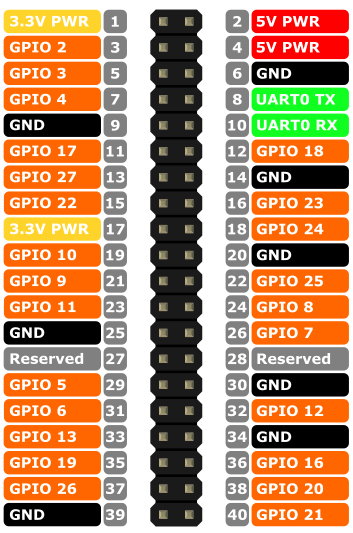 3.3V PWR 1 2 5V PWR
GPIO 2 3 4 5V PWR
GPIO 3 5 6 GND
GPIO 4 7 8 UART0 TX
GND 9 10 UART0 RX
GPIO 17 11 12 GPIO 18
GPIO 27 13 14 GND
GPIO 22 15 16 GPIO 23
3.3V PWR 17 18 GPIO 24
GPIO 10 19 20 GND
GPIO 9 21 22 GPIO 25
GPIO 11 23 24 GPIO 8
GND 25 26 GPIO 7
Reserved 27 28 Reserved
GPIO 5 29 30 GND
GPIO 6 31 32 GPIO 12
GPIO 13 33 34 GND
GPIO 19 35 36 GPIO 16
GPIO 26 37 38 GPIO 20
GND 39 40 GPIO 21